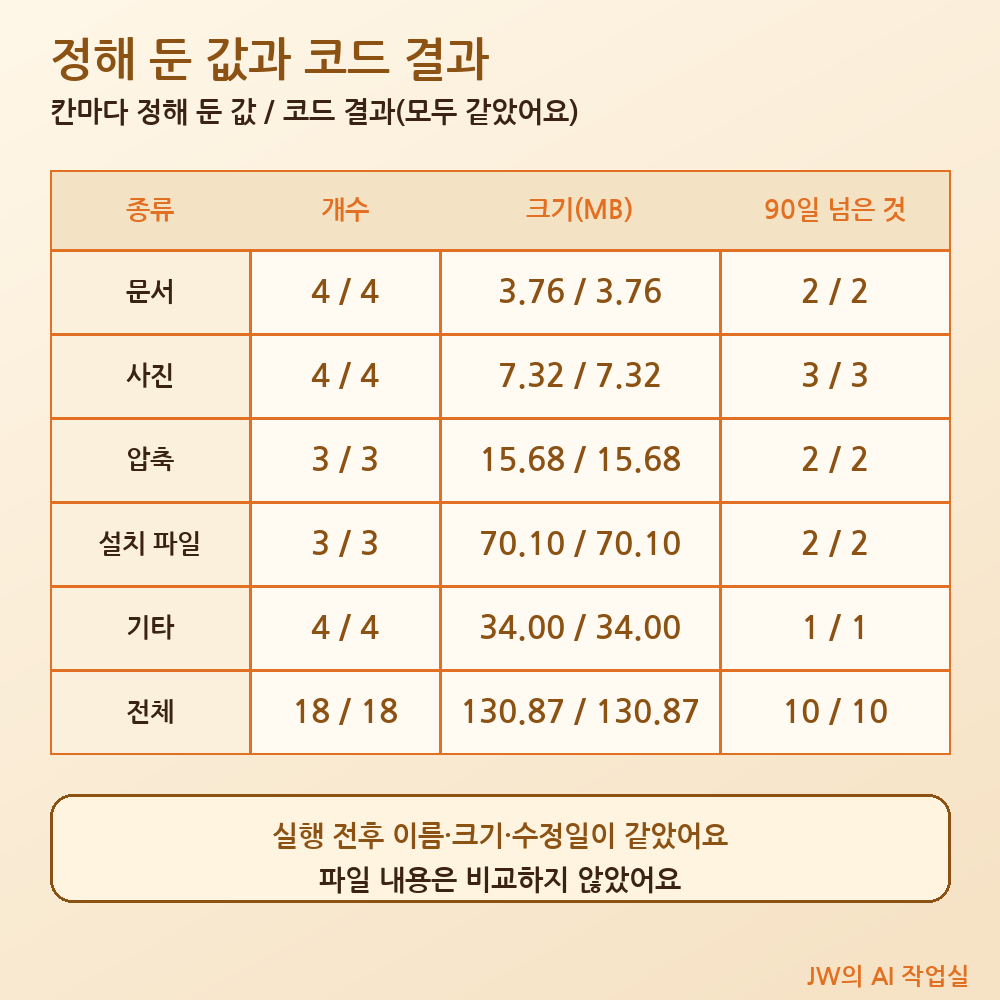 정해 둔 값과 코드 결과
칸마다 정해 둔 값 / 코드 결과(모두 같았어요)
종류 개수 크기(MB) 90일 넘은 것
문서 4 / 4 3.76 / 3.76 2 / 2
사진 4 / 4 7.32 / 7.32 3 / 3
압축 3 / 3 15.68 / 15.68 2 / 2
설치 파일 3 / 3 70.10 / 70.10 2 / 2
기타 4 / 4 34.00 / 34.00 1 / 1
전체 18 / 18 130.87 / 130.87 10 / 10
실행 전후 이름·크기·수정일이 같았어요
파일 내용은 비교하지 않았어요
JW의 AI 작업실